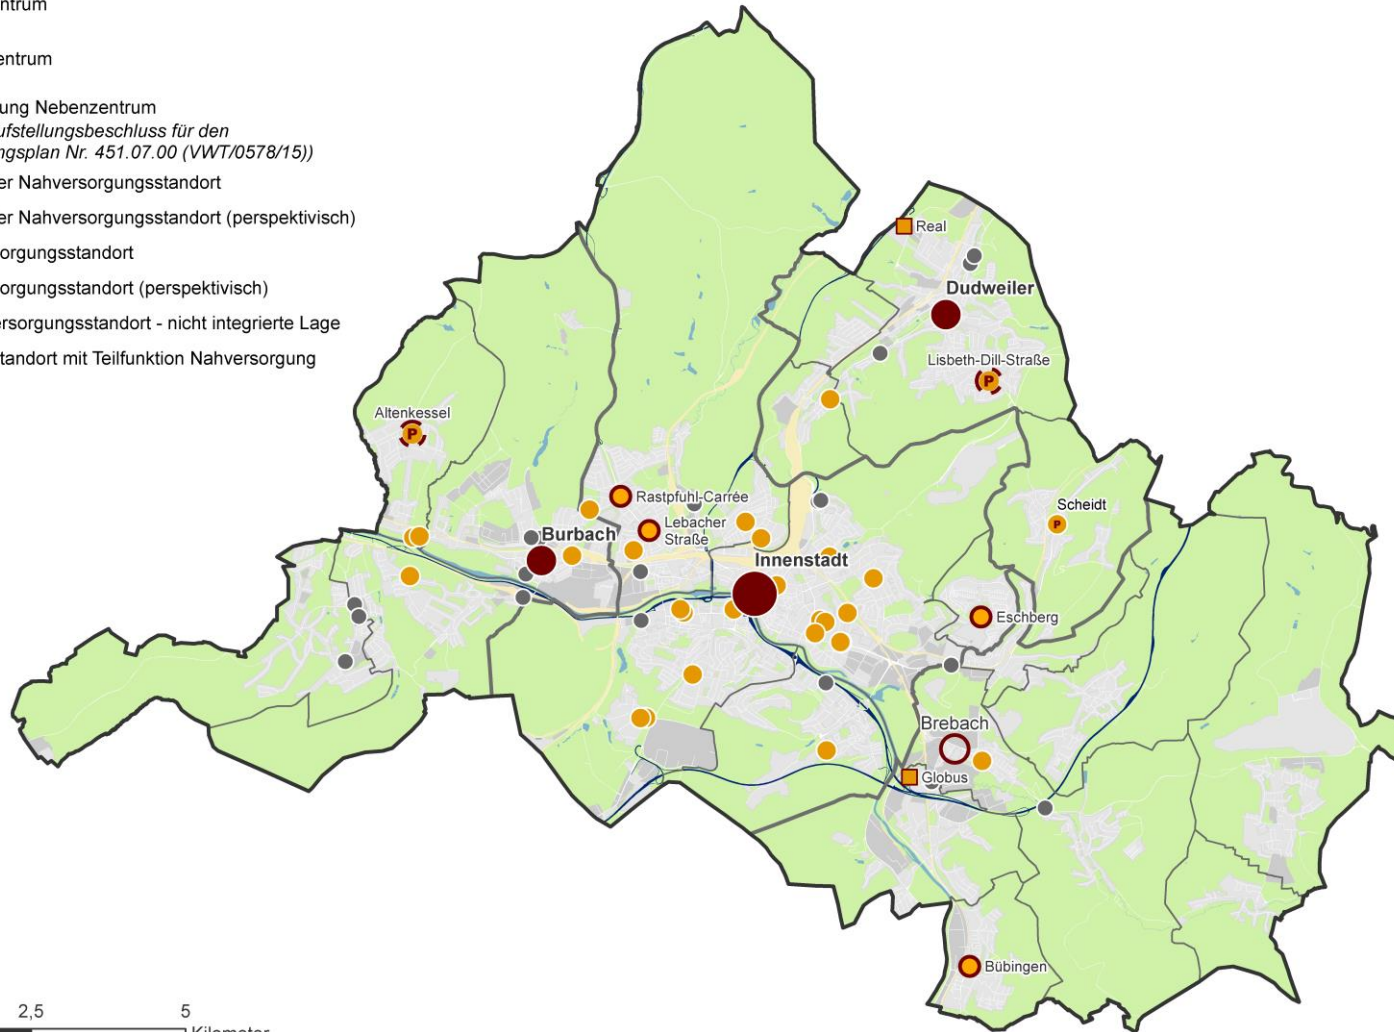 ntrum
entrum
ung Nebenzentrum
ufstellungsbeschluss für den
ngsplan Nr. 451.07.00 (VWT/0578/15))
er Nahversorgungsstandort
er Nahversorgungsstandort (perspektivisch)
orgungsstandort
orgungsstandort (perspektivisch)
ersorgungsstandort - nicht integrierte Lage
tandort mit Teilfunktion Nahversorgung
Real
Dudweiler
Lisbeth-Dill-Straße
P
Altenkessel
P
Rastpfuhl-Carrée
Scheidt
P
Lebacher
Straße
Burbach
Innenstadt
Eschberg
Brebach
Globus
Bübingen
2,5 5
Kilometer